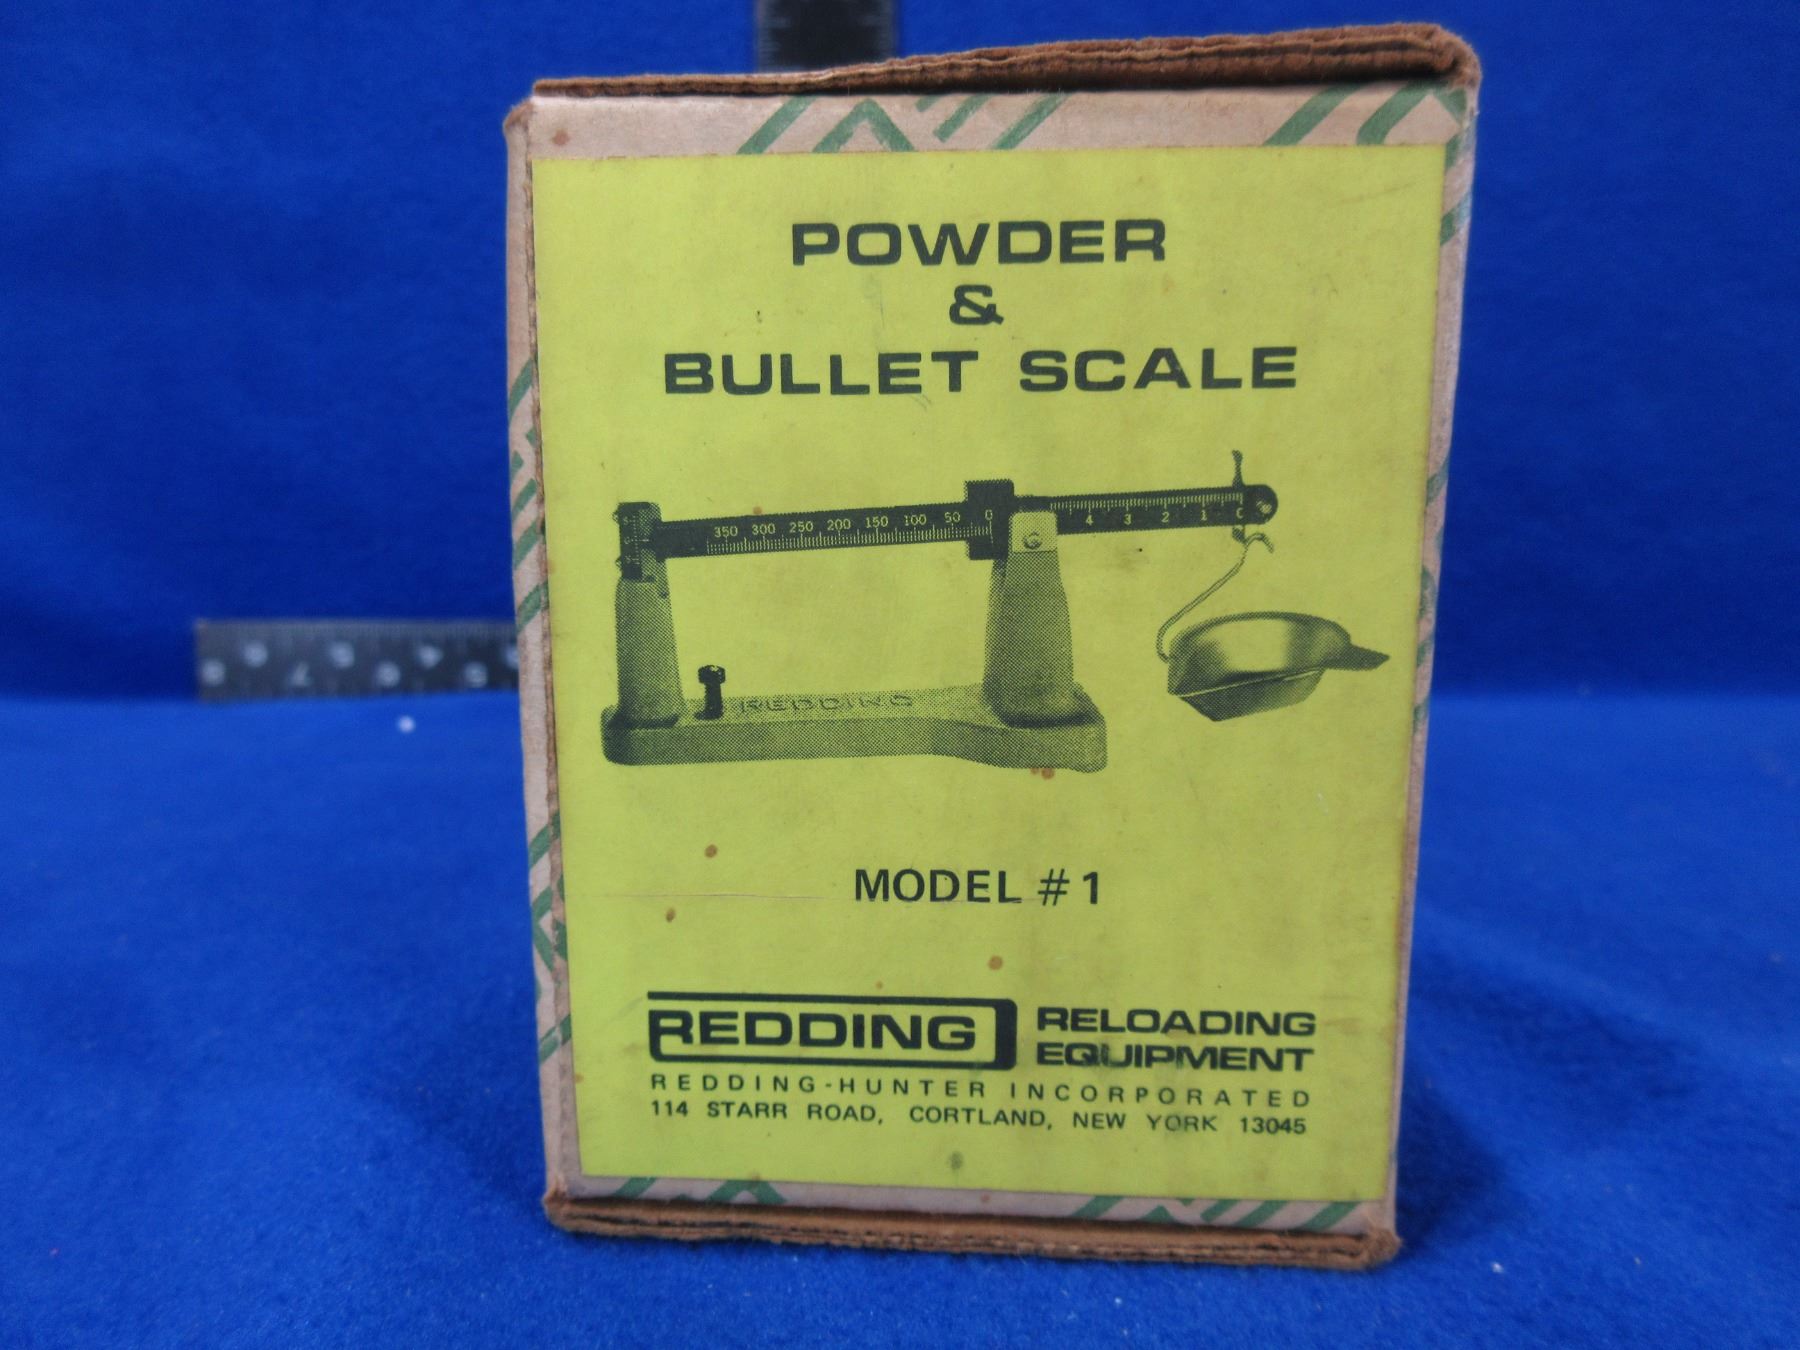 POWDER
&
BULLET SCALE
350 300 250 200 150 100 50 0
4 3 2 1 0
REDDING
MODEL #1
REDDING
RELOADING
EQUIPMENT
REDDING-HUNTER INCORPORATED
114 STARR ROAD, CORTLAND, NEW YORK 13045